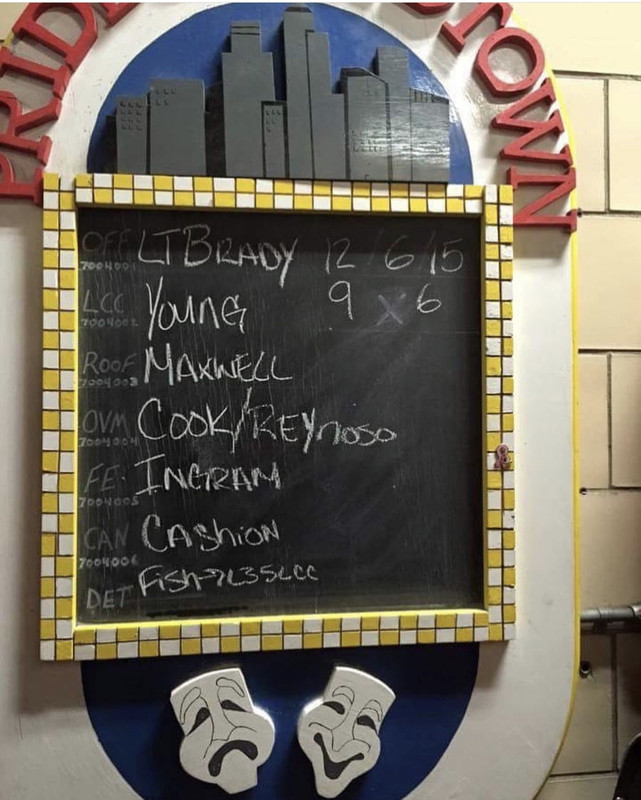 PRIDE
TOWN
OFF LT BRADY 12 / 6 / 15
7004001
LCC YOUNG 9 X 6
7004002
ROOF MAXWELL
7004003
OVM COOK/REYNOSO
7004004
FE INGRAM
7004005
CAN CASHION
7004006
DET FISH-7L35LCC